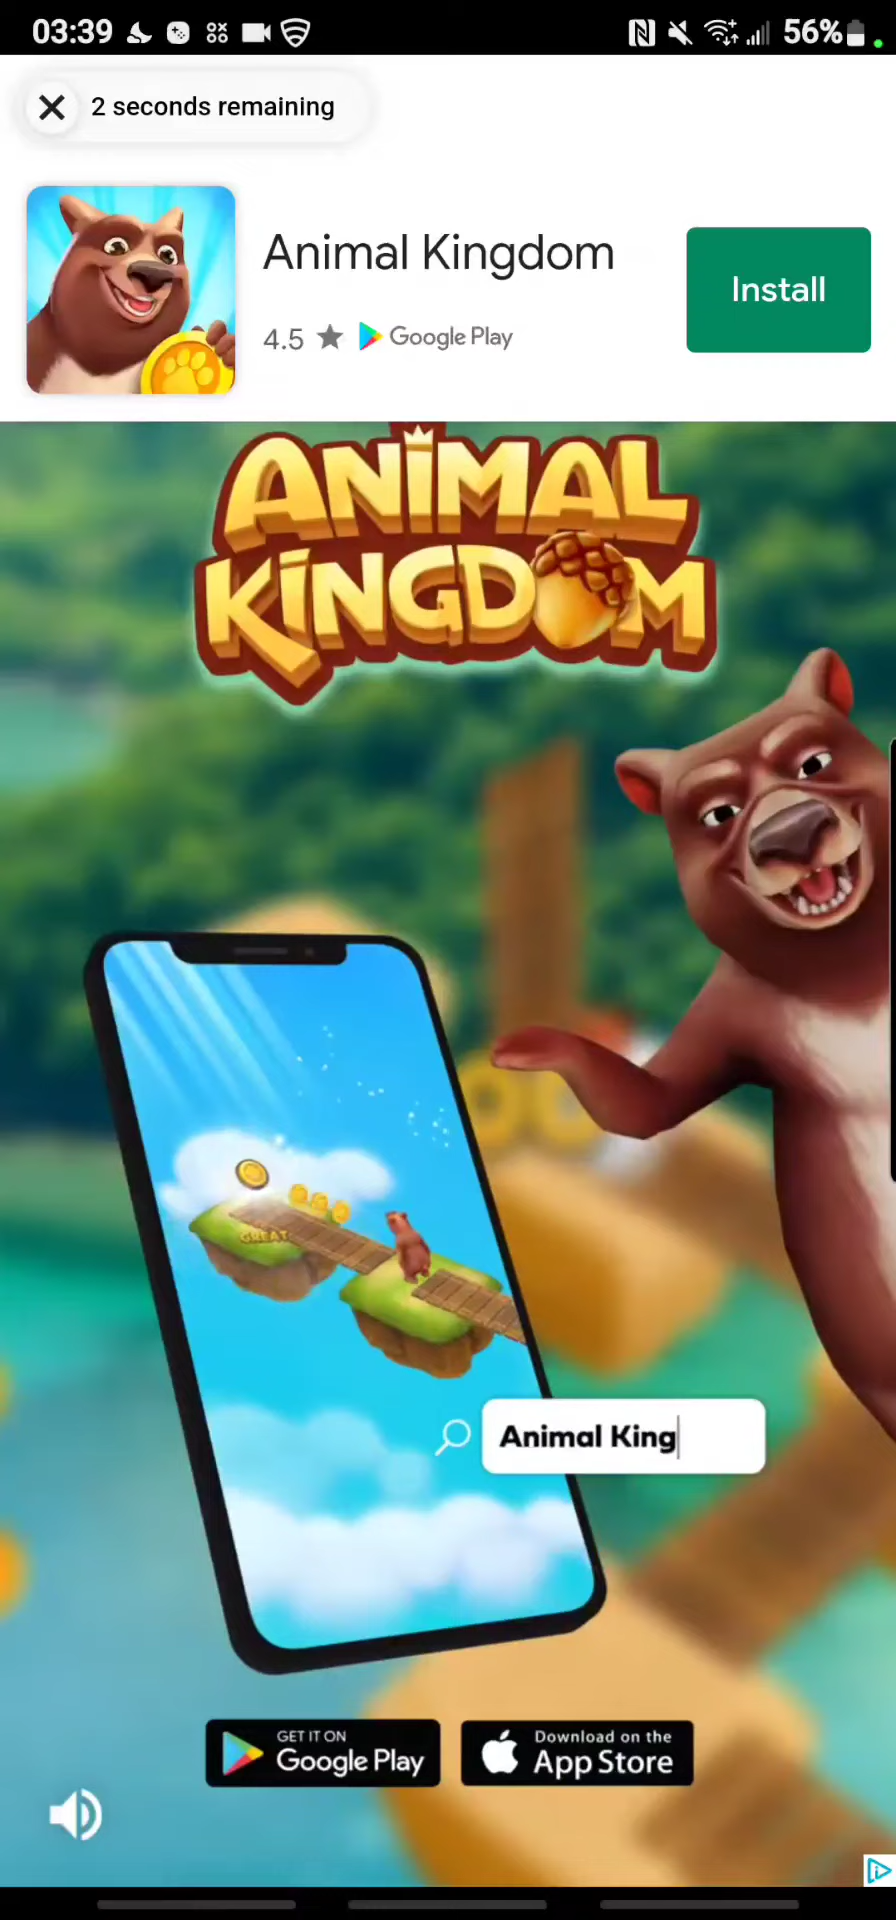 03:39
56%
2 seconds remaining
Animal Kingdom
4.5 ★ Google Play
Install
ANIMAL
KINGDOM
GREAT
Animal King
GET IT ON
Google Play
Download on the
App Store